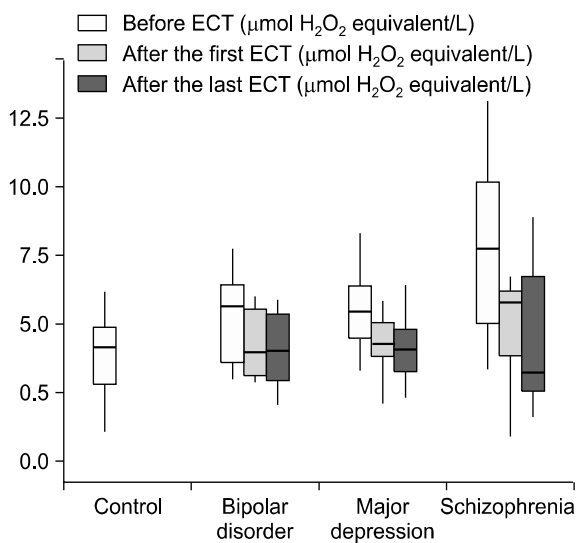 Before ECT (μmol H₂O₂ equivalent/L)
After the first ECT (μmol H₂O₂ equivalent/L)
After the last ECT (μmol H₂O₂ equivalent/L)
12.5
10.0
7.5
5.0
0.5
0.0
Control
Bipolar disorder
Major depression
Schizophrenia